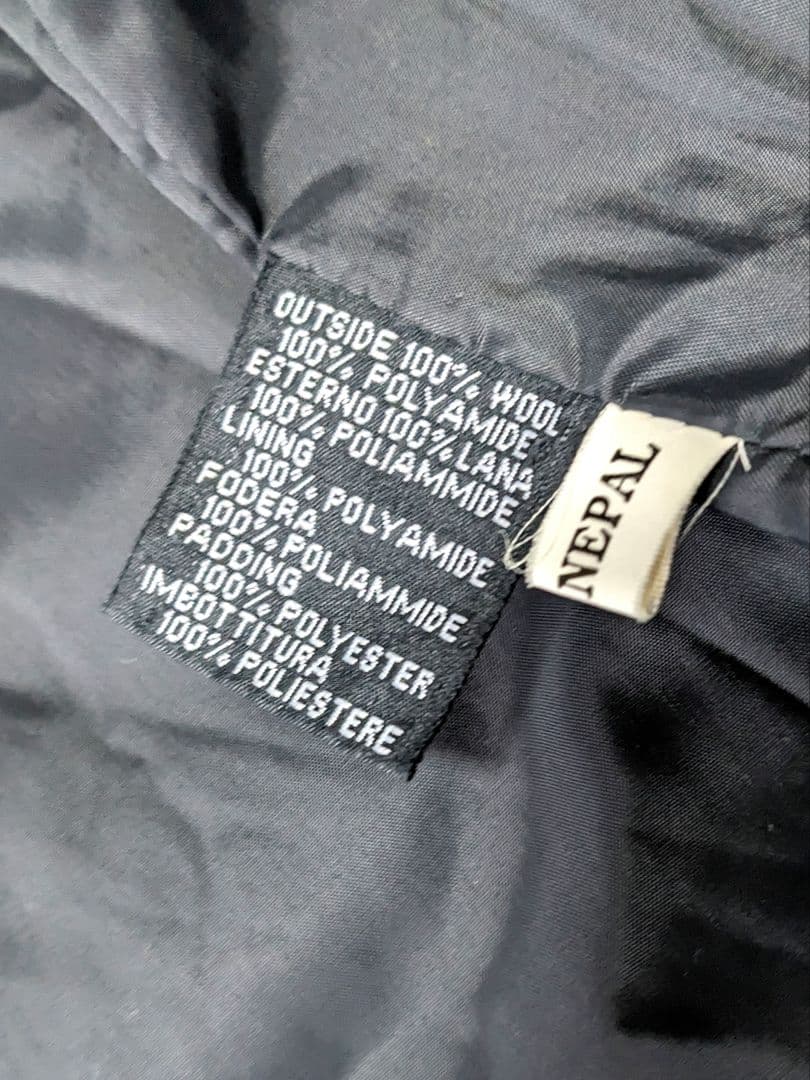 OUTSIDE 100% WOOL
100% POLYAMIDE
ESTERNO 100% LANA
100% POLIAMMIDE
LINING
100% POLYAMIDE
FODERA
100% POLIAMMIDE
PADDING
100% POLYESTER
IMBOTTITURA
100% POLIESTERE
NEPAL